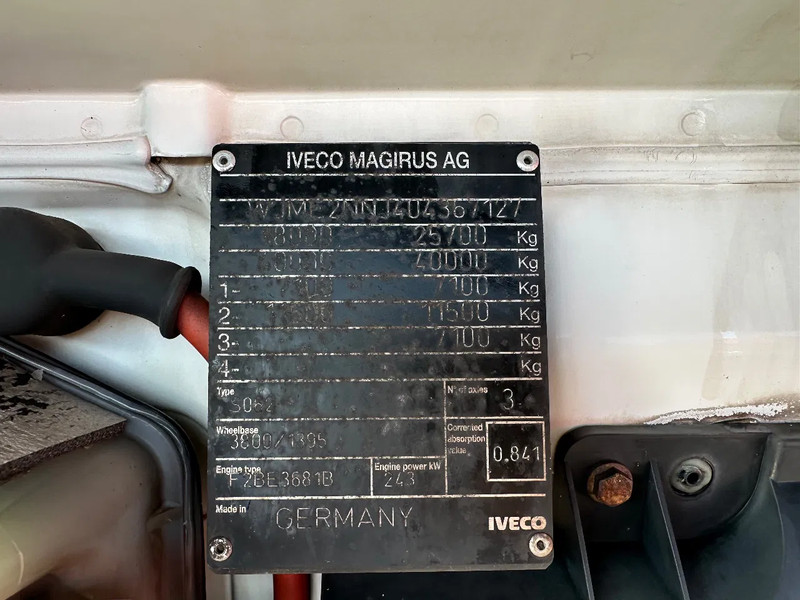 IVECO MAGIRUS AG
WJME2NNJ404367127
25700 Kg
40000 Kg
1- 7100 Kg
2- 11500 Kg
3- 7100 Kg
4- Kg
Type
N° of axles 3
Wheelbase
3800/1395
Corrected absorption value 0.841
Engine type
F2BE3681B
Engine power kW
243
Made in GERMANY
IVECO